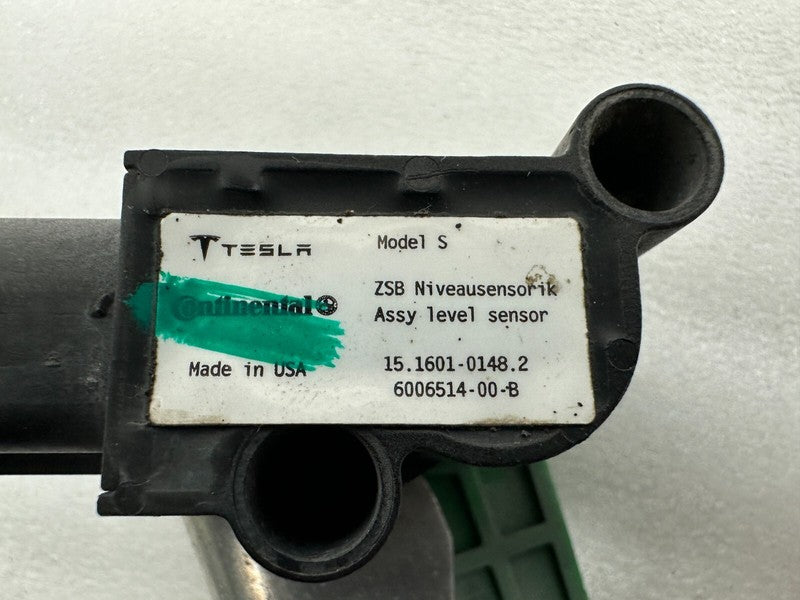 TESLA Model S
Continental ZSB Niveausensorik
Assy level sensor
Made in USA 15.1601-0148.2
6006514-00-B